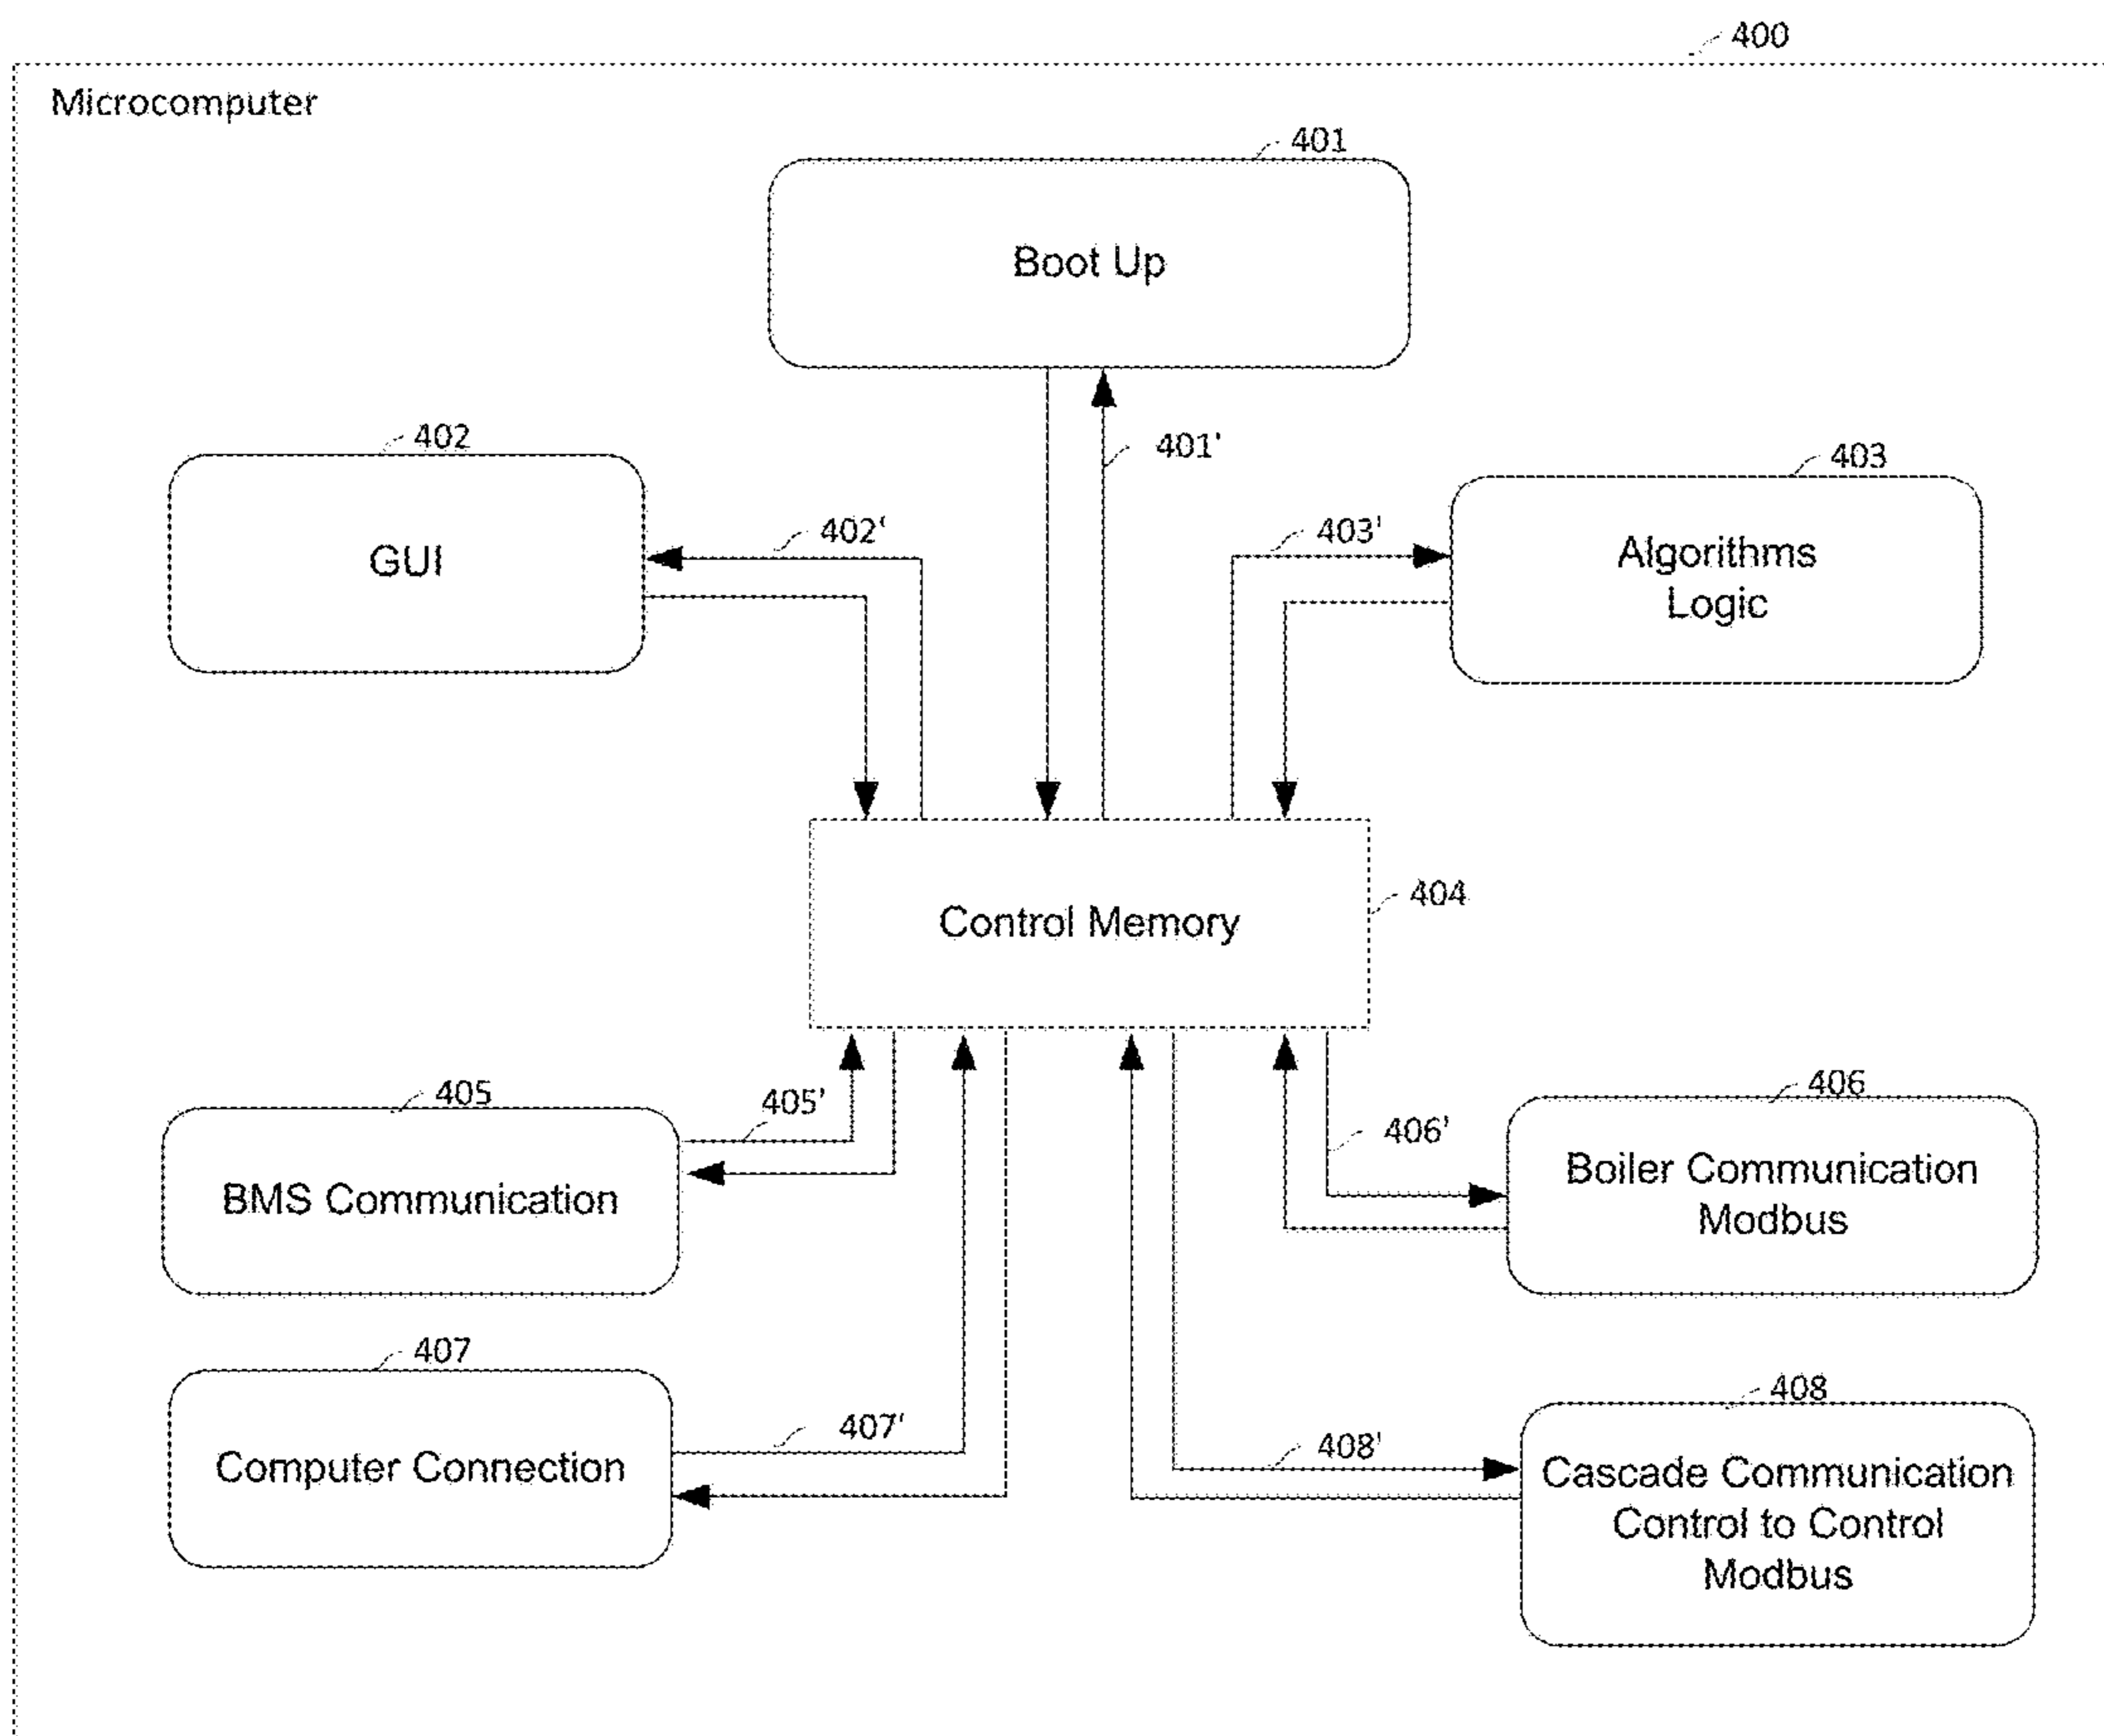 400
Microcomputer
401
Boot Up
401'
402
GUI
402'
403
403'
Algorithms
Logic
Control Memory
404
405
405'
BMS Communication
406
406'
Boiler Communication
Modbus
407
407'
Computer Connection
408
408'
Cascade Communication
Control to Control
Modbus